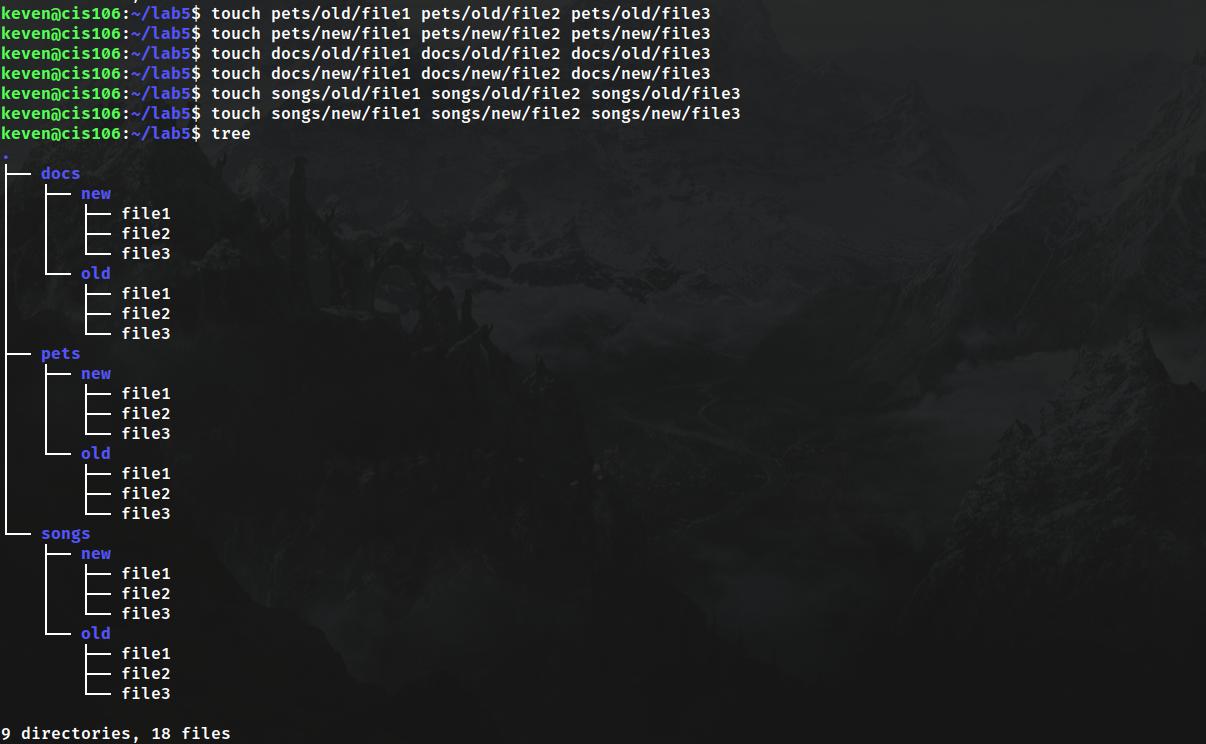 keven@cis106:~/lab5$ touch pets/old/file1 pets/old/file2 pets/old/file3
keven@cis106:~/lab5$ touch pets/new/file1 pets/new/file2 pets/new/file3
keven@cis106:~/lab5$ touch docs/old/file1 docs/old/file2 docs/old/file3
keven@cis106:~/lab5$ touch docs/new/file1 docs/new/file2 docs/new/file3
keven@cis106:~/lab5$ touch songs/old/file1 songs/old/file2 songs/old/file3
keven@cis106:~/lab5$ touch songs/new/file1 songs/new/file2 songs/new/file3
keven@cis106:~/lab5$ tree
.
├── docs
│   ├── new
│   │   ├── file1
│   │   ├── file2
│   │   └── file3
│   └── old
│       ├── file1
│       ├── file2
│       └── file3
├── pets
│   ├── new
│   │   ├── file1
│   │   ├── file2
│   │   └── file3
│   └── old
│       ├── file1
│       ├── file2
│       └── file3
└── songs
    ├── new
    │   ├── file1
    │   ├── file2
    │   └── file3
    └── old
        ├── file1
        ├── file2
        └── file3
9 directories, 18 files